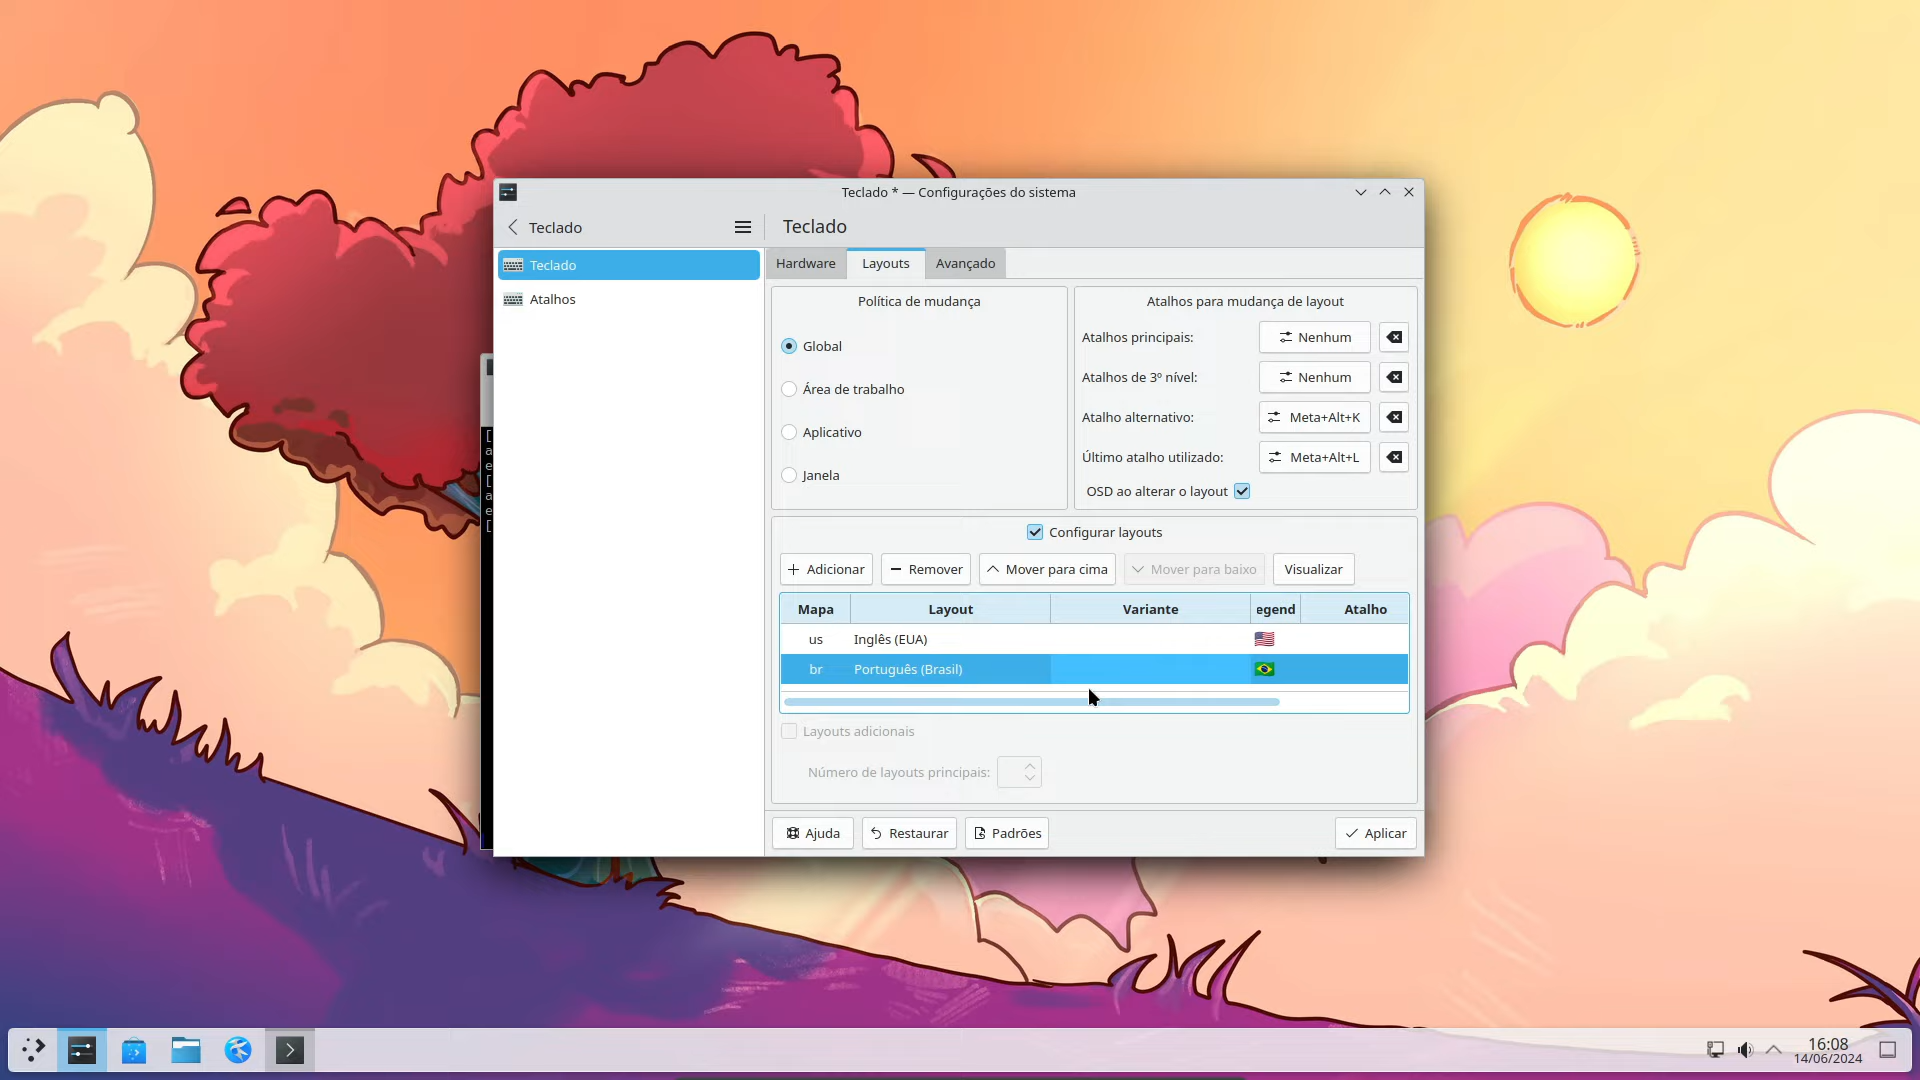 Teclado * — Configurações do sistema
Teclado
Teclado
Teclado
Atalhos
Hardware
Layouts
Avançado
Política de mudança
Global
Área de trabalho
Aplicativo
Janela
Atalhos para mudança de layout
Atalhos principais:
Nenhum
Atalhos de 3º nível:
Nenhum
Atalho alternativo:
Meta+Alt+K
Último atalho utilizado:
Meta+Alt+L
OSD ao alterar o layout
Configurar layouts
Adicionar
Remover
Mover para cima
Mover para baixo
Visualizar
Mapa Layout Variante egend Atalho
us Inglês (EUA)
br Português (Brasil)
Layouts adicionais
Número de layouts principais:
Ajuda
Restaurar
Padrões
Aplicar
[
a
e
[
a
e
[
16:08
14/06/2024